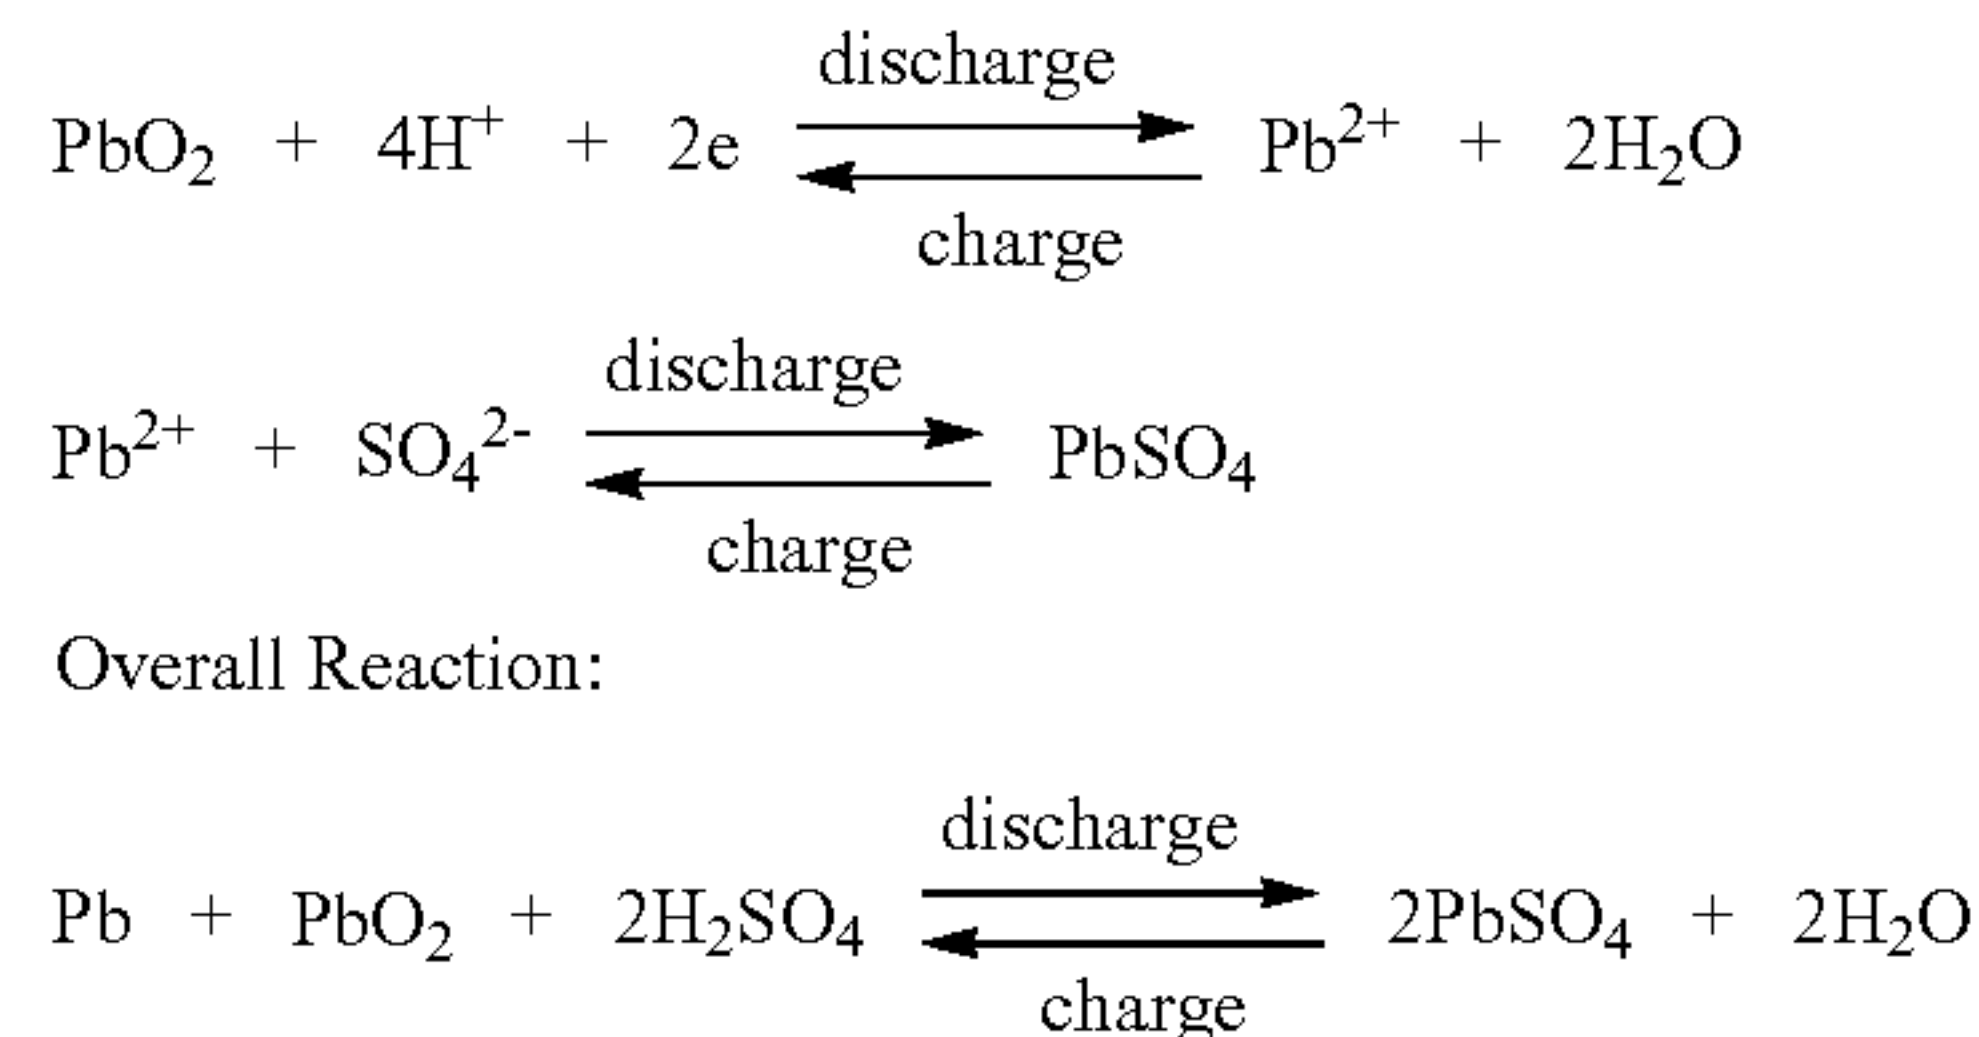 discharge
PbO₂ + 4H⁺ + 2e ⇌ Pb²⁺ + 2H₂O
charge
discharge
Pb²⁺ + SO₄²⁻ ⇌ PbSO₄
charge
Overall Reaction:
discharge
Pb + PbO₂ + 2H₂SO₄ ⇌ 2PbSO₄ + 2H₂O
charge